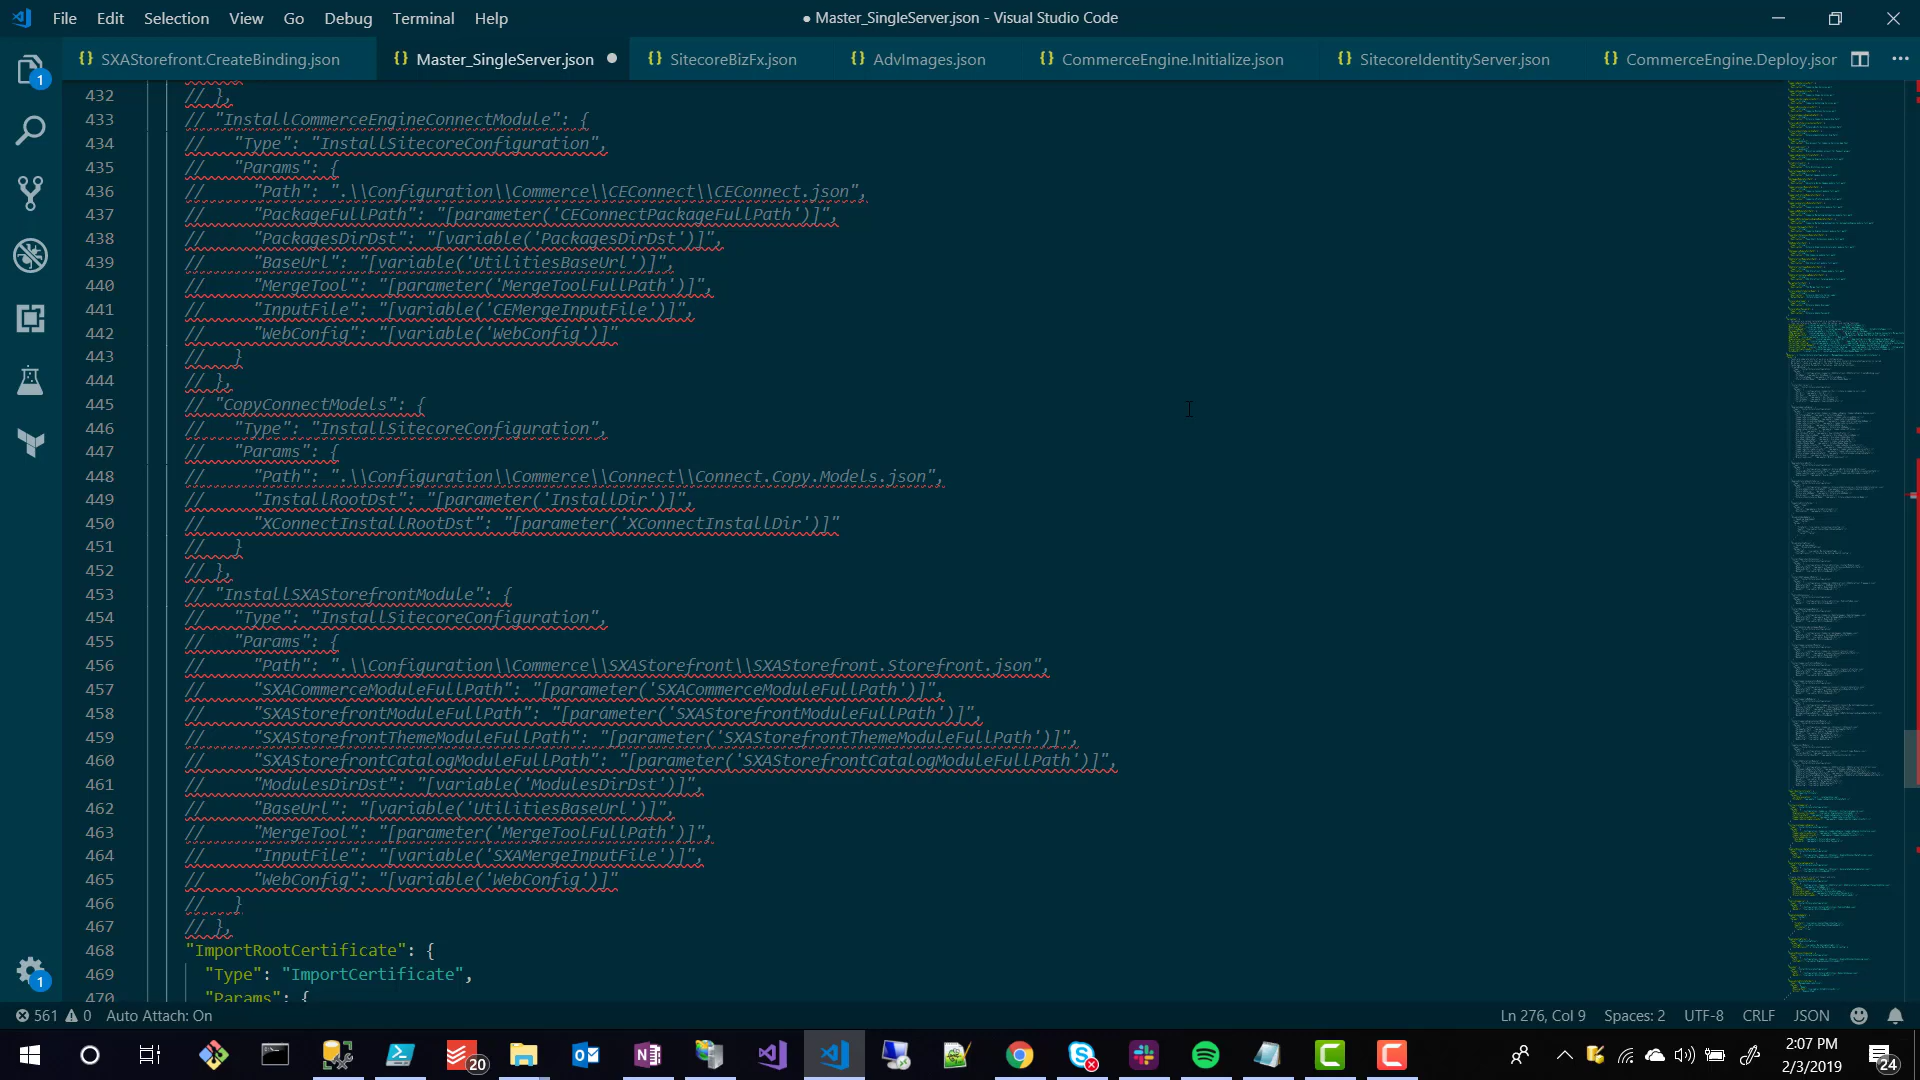 File Edit Selection View Go Debug Terminal Help
● Master_SingleServer.json - Visual Studio Code
{} SXAStorefront.CreateBinding.json {} Master_SingleServer.json ● {} SitecoreBizFx.json {} AdvImages.json {} CommerceEngine.Initialize.json {} SitecoreIdentityServer.json {} CommerceEngine.Deploy.jsor
432 // },
433 // "InstallCommerceEngineConnectModule": {
434 //   "Type": "InstallSitecoreConfiguration",
435 //   "Params": {
436 //     "Path": ".\\Configuration\\Commerce\\CEConnect\\CEConnect.json",
437 //     "PackageFullPath": "[parameter('CEConnectPackageFullPath')]",
438 //     "PackagesDirDst": "[variable('PackagesDirDst')]",
439 //     "BaseUrl": "[variable('UtilitiesBaseUrl')]",
440 //     "MergeTool": "[parameter('MergeToolFullPath')]",
441 //     "InputFile": "[variable('CEMergeInputFile')]",
442 //     "WebConfig": "[variable('WebConfig')]"
443 //   }
444 // },
445 // "CopyConnectModels": {
446 //   "Type": "InstallSitecoreConfiguration",
447 //   "Params": {
448 //     "Path": ".\\Configuration\\Commerce\\Connect\\Connect.Copy.Models.json",
449 //     "InstallRootDst": "[parameter('InstallDir')]",
450 //     "XConnectInstallRootDst": "[parameter('XConnectInstallDir')]"
451 //   }
452 // },
453 // "InstallSXAStorefrontModule": {
454 //   "Type": "InstallSitecoreConfiguration",
455 //   "Params": {
456 //     "Path": ".\\Configuration\\Commerce\\SXAStorefront\\SXAStorefront.Storefront.json",
457 //     "SXACommerceModuleFullPath": "[parameter('SXACommerceModuleFullPath')]",
458 //     "SXAStorefrontModuleFullPath": "[parameter('SXAStorefrontModuleFullPath')]",
459 //     "SXAStorefrontThemeModuleFullPath": "[parameter('SXAStorefrontThemeModuleFullPath')]",
460 //     "SXAStorefrontCatalogModuleFullPath": "[parameter('SXAStorefrontCatalogModuleFullPath')]",
461 //     "ModulesDirDst": "[variable('ModulesDirDst')]",
462 //     "BaseUrl": "[variable('UtilitiesBaseUrl')]",
463 //     "MergeTool": "[parameter('MergeToolFullPath')]",
464 //     "InputFile": "[variable('SXAMergeInputFile')]",
465 //     "WebConfig": "[variable('WebConfig')]"
466 //   }
467 // },
468 "ImportRootCertificate": {
469   "Type": "ImportCertificate",
470   "Params": {
1
1
561 0 Auto Attach: On
Ln 276, Col 9 Spaces: 2 UTF-8 CRLF JSON
20
2:07 PM
2/3/2019
24